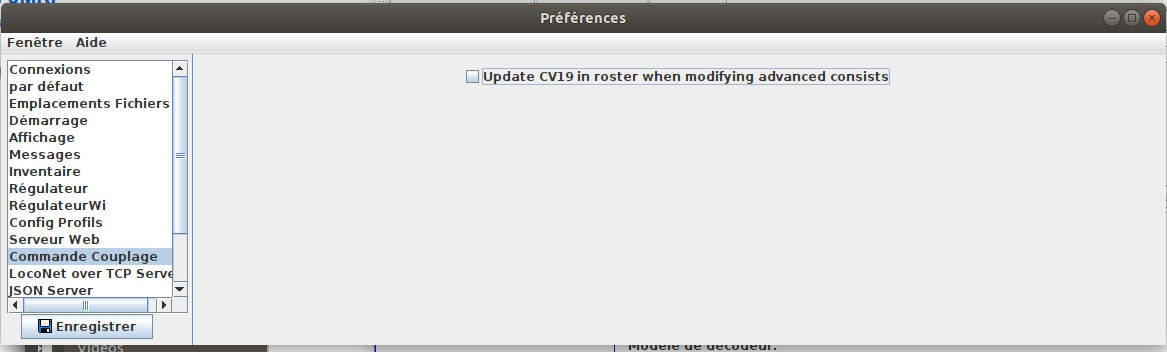 Préférences
Fenêtre Aide
Connexions
par défaut
Emplacements Fichiers
Démarrage
Affichage
Messages
Inventaire
Régulateur
RégulateurWi
Config Profils
Serveur Web
Commande Couplage
LocoNet over TCP Serve
JSON Server
Enregistrer
Update CV19 in roster when modifying advanced consists
Vidéos
Modèle de décodeur: